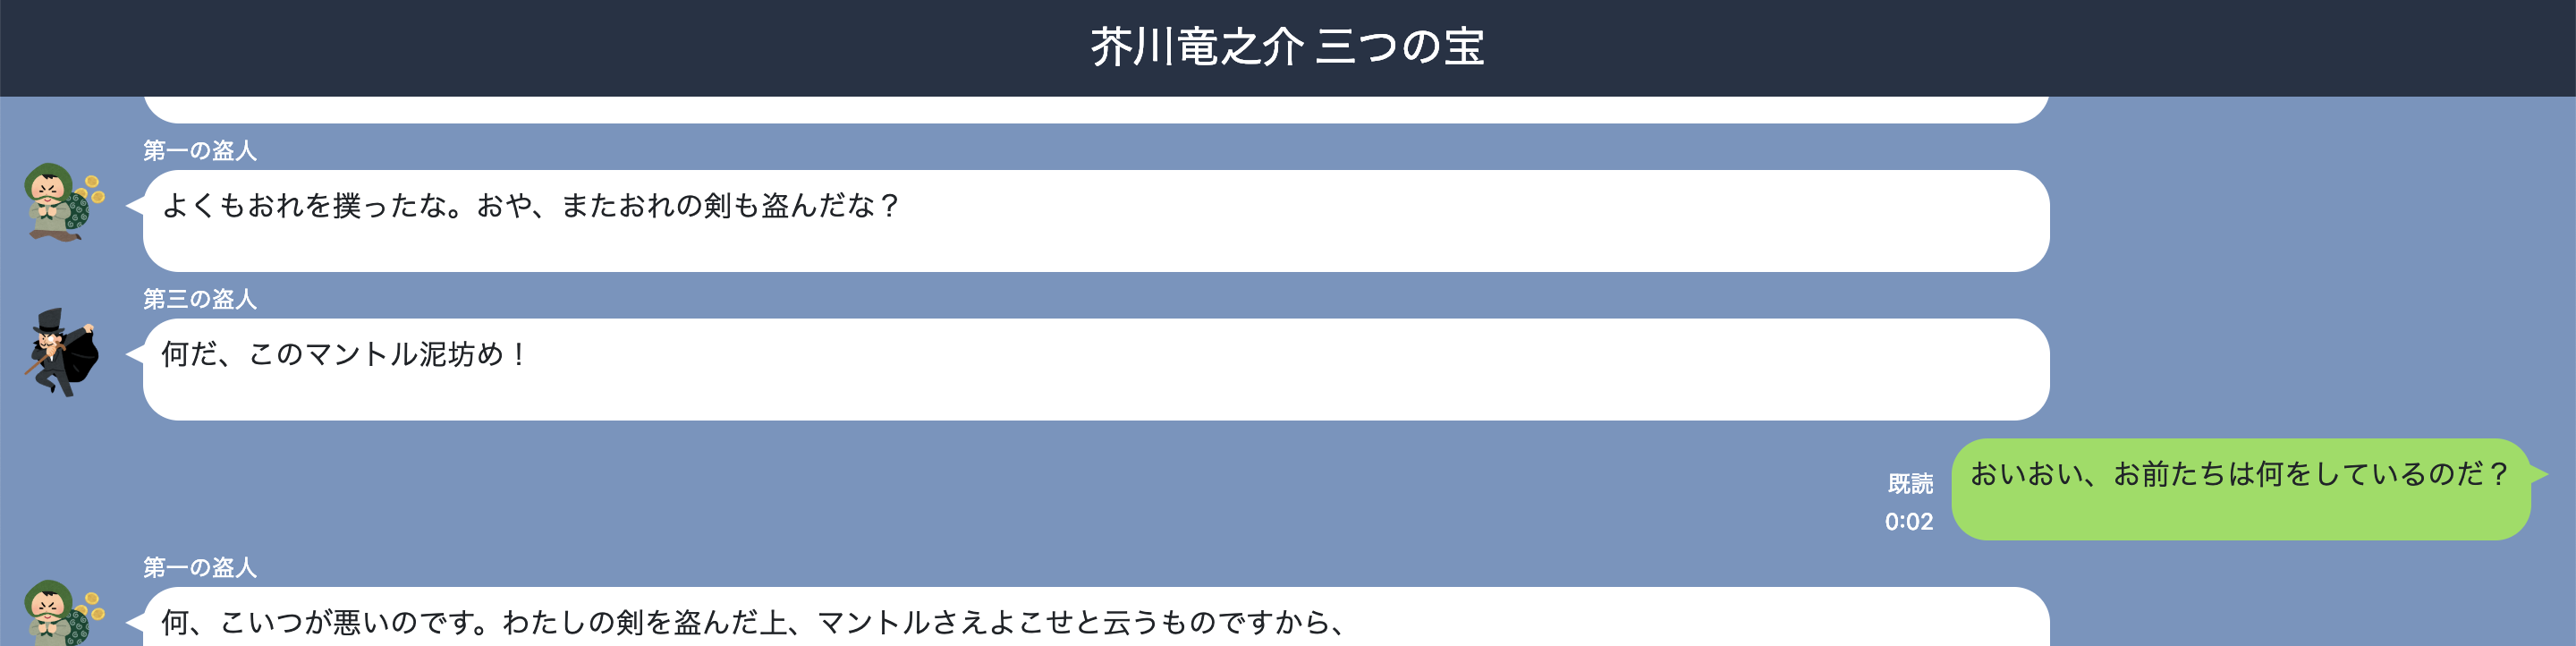 芥川竜之介 三つの宝
第一の盗人
よくもおれを撲ったな。おや、またおれの剣も盗んだな？
第三の盗人
何だ、このマントル泥坊め！
おいおい、お前たちは何をしているのだ？
既読
0:02
第一の盗人
何、こいつが悪いのです。わたしの剣を盗んだ上、マントルさえよこせと云うものですから、